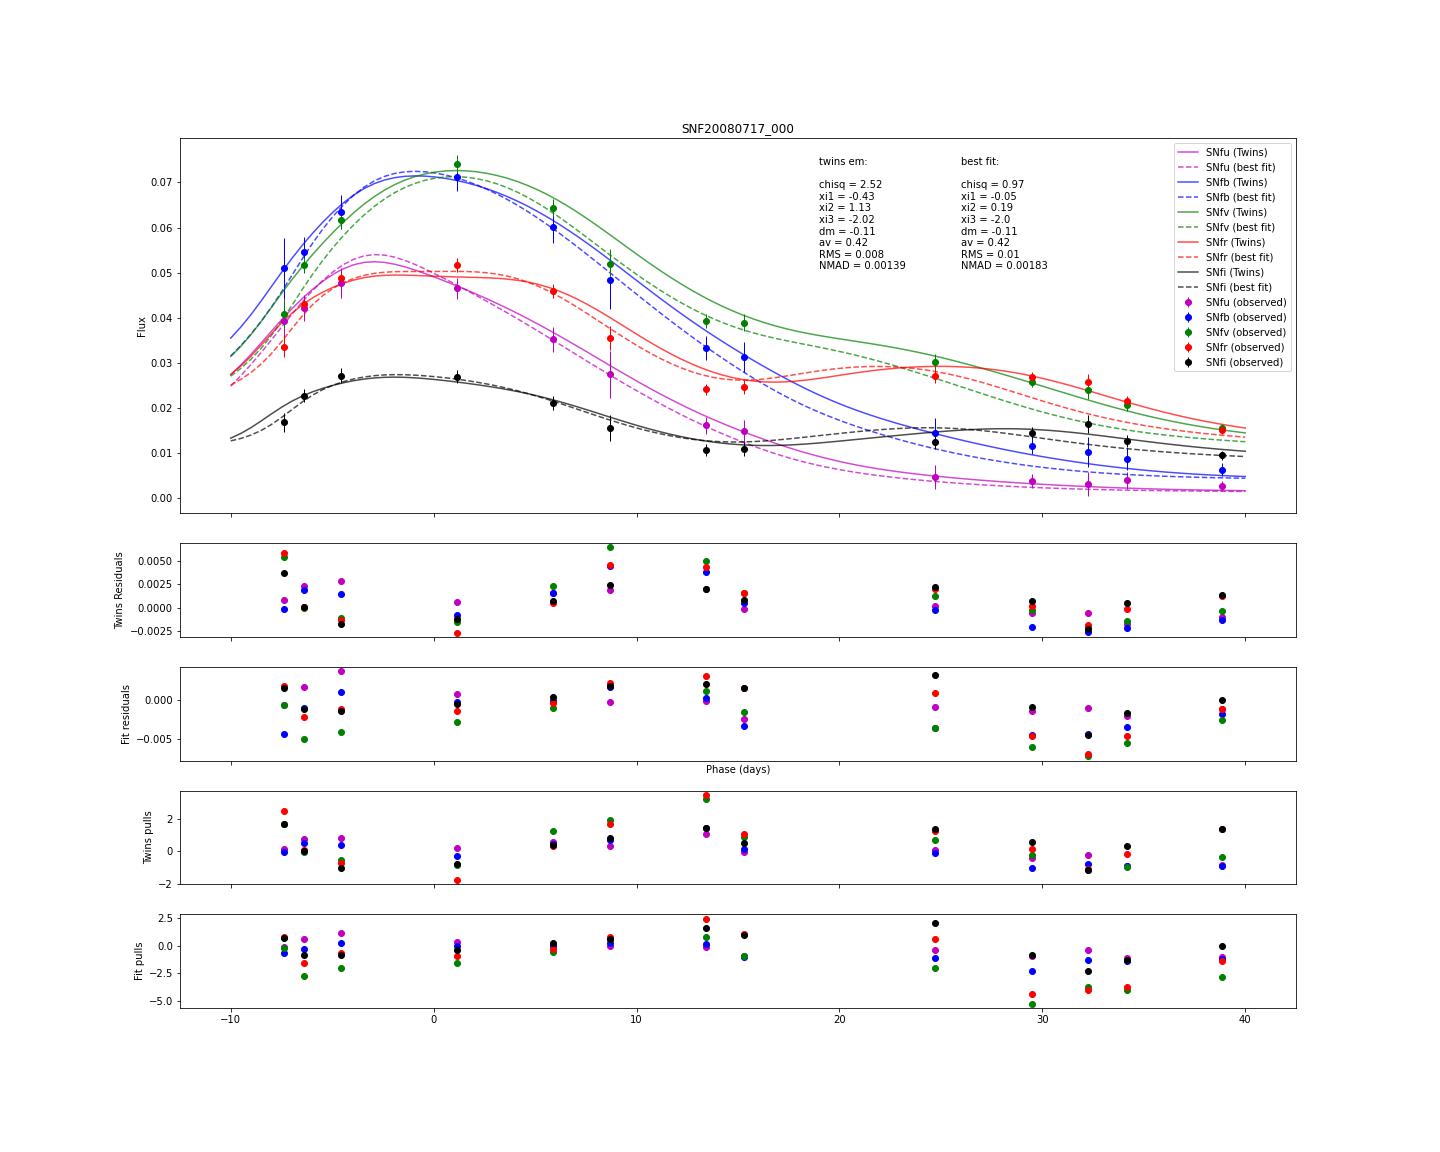 SNF20080717_000
twins em:
best fit:
chisq = 2.52
xi1 = -0.43
xi2 = 1.13
xi3 = -2.02
dm = -0.11
av = 0.42
RMS = 0.008
NMAD = 0.00139
chisq = 0.97
xi1 = -0.05
xi2 = 0.19
xi3 = -2.0
dm = -0.11
av = 0.42
RMS = 0.01
NMAD = 0.00183
SNfu (Twins)
SNfu (best fit)
SNfb (Twins)
SNfb (best fit)
SNfv (Twins)
SNfv (best fit)
SNfr (Twins)
SNfr (best fit)
SNfi (Twins)
SNfi (best fit)
SNfu (observed)
SNfb (observed)
SNfv (observed)
SNfr (observed)
SNfi (observed)
Flux
0.07
0.06
0.05
0.04
0.03
0.02
0.01
0.00
Twins Residuals
0.0050
0.0025
0.0000
−0.0025
Fit residuals
0.000
−0.005
Phase (days)
Twins pulls
2
0
−2
Fit pulls
2.5
0.0
−2.5
−5.0
−10
0
10
20
30
40